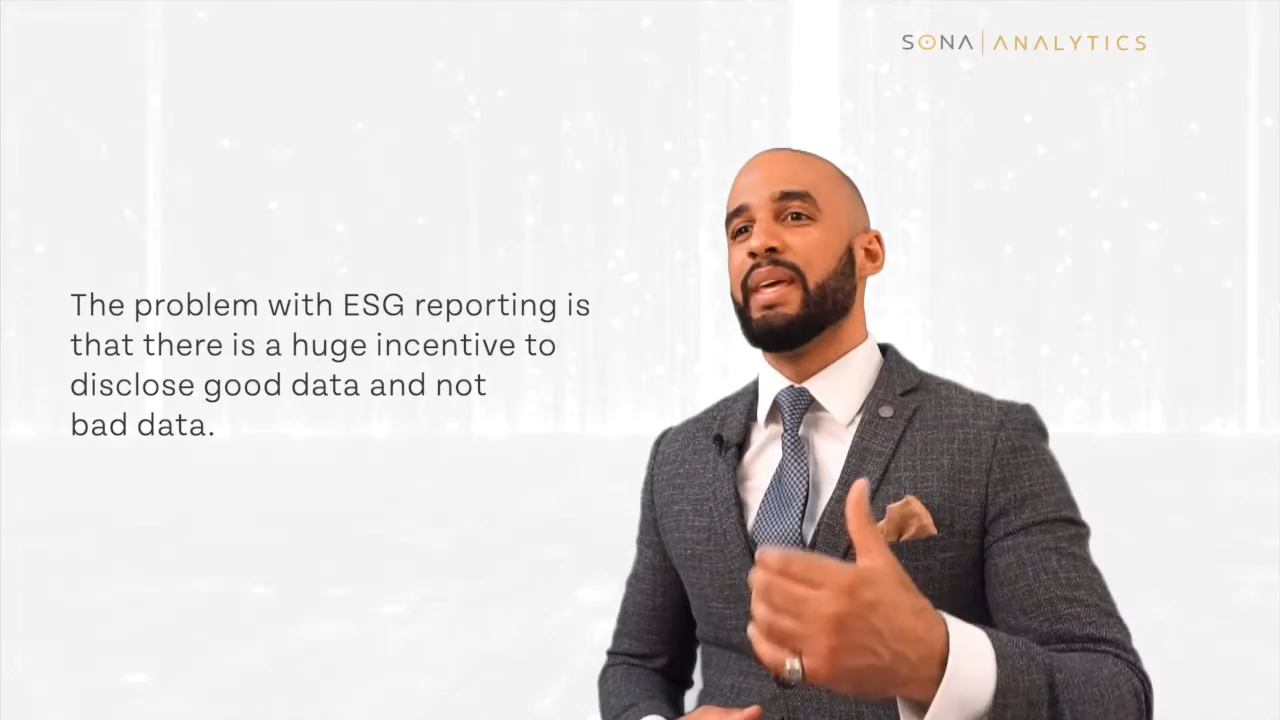 SONA | ANALYTICS
The problem with ESG reporting is
that there is a huge incentive to
disclose good data and not
bad data.